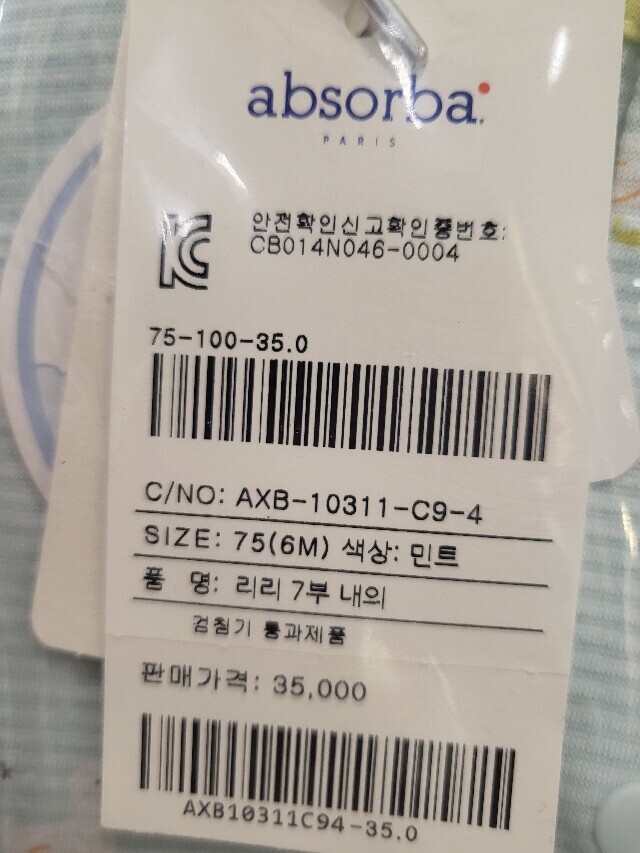 absorba.
PARIS
안전확인신고확인증번호:
CB014N046-0004
75-100-35.0
C/NO: AXB-10311-C9-4
SIZE: 75(6M) 색상: 민트
품 명: 리리 7부 내의
검침기 통과제품
판매가격: 35,000
AXB10311C94-35.0